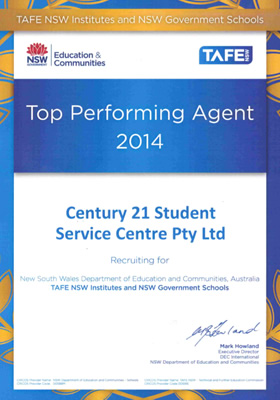 TAFE NSW Institutes and NSW Government Schools
NSW
GOVERNMENT
Education &
Communities
TAFE
NSW
Top Performing Agent
2014
Century 21 Student
Service Centre Pty Ltd
Recruiting for
New South Wales Department of Education and Communities, Australia
TAFE NSW Institutes and NSW Government Schools
Mark Howland
Executive Director
DEC International
NSW Department of Education and Communities